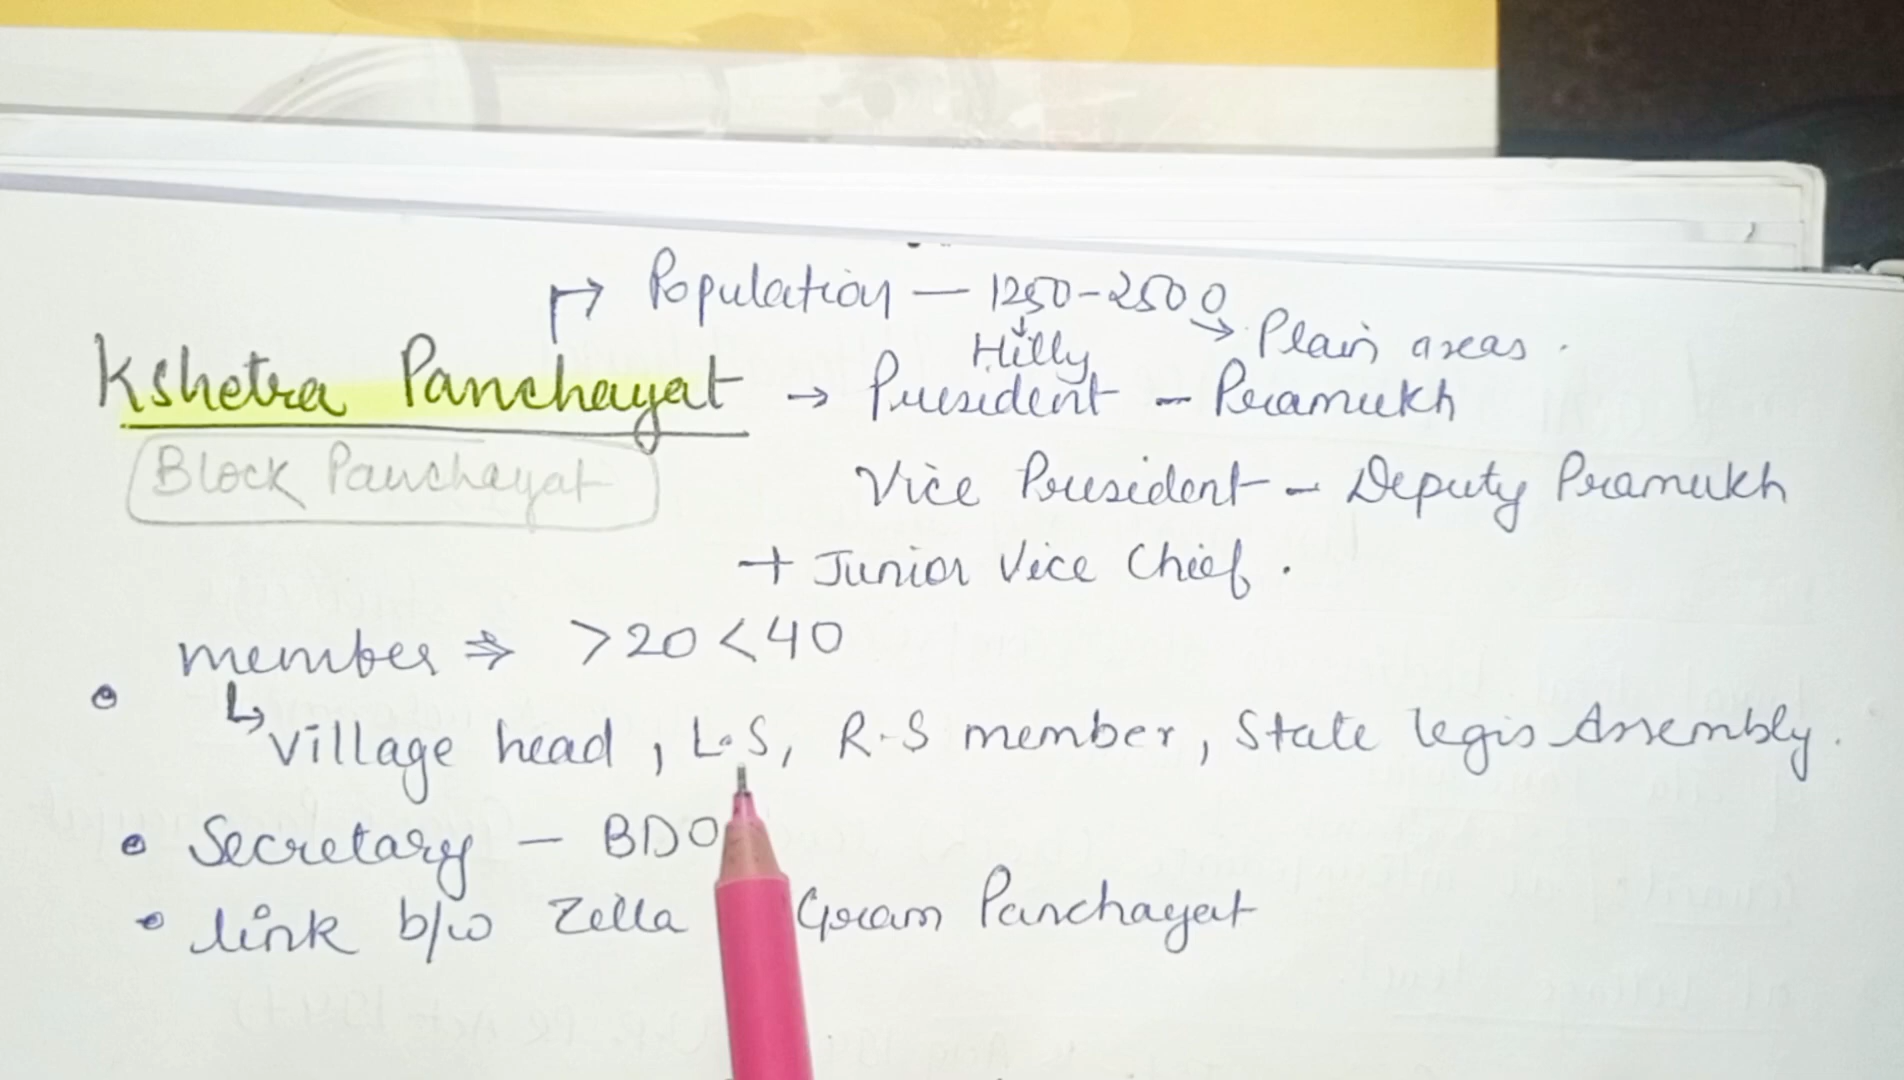 Population — 1250-2500
Hilly → Plain areas.
Kshetra Panchayat → President - Pramukh
Block Panchayat
Vice President - Deputy Pramukh
+ Junior Vice Chief.
member ⇒ >20 <40
Village head, L.S, R.S member, State legis Assembly.
Secretary — BDO
link b/w Zilla Gram Panchayat